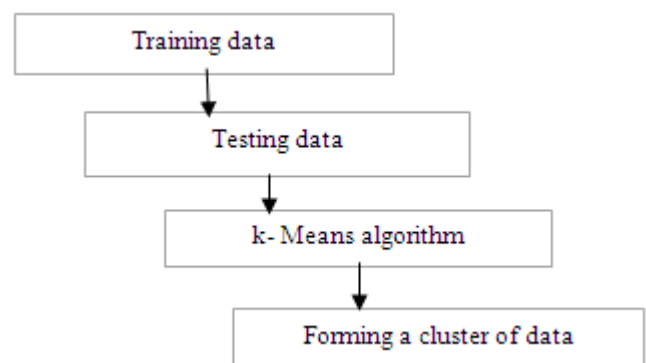 Training data
Testing data
k- Means algorithm
Forming a cluster of data